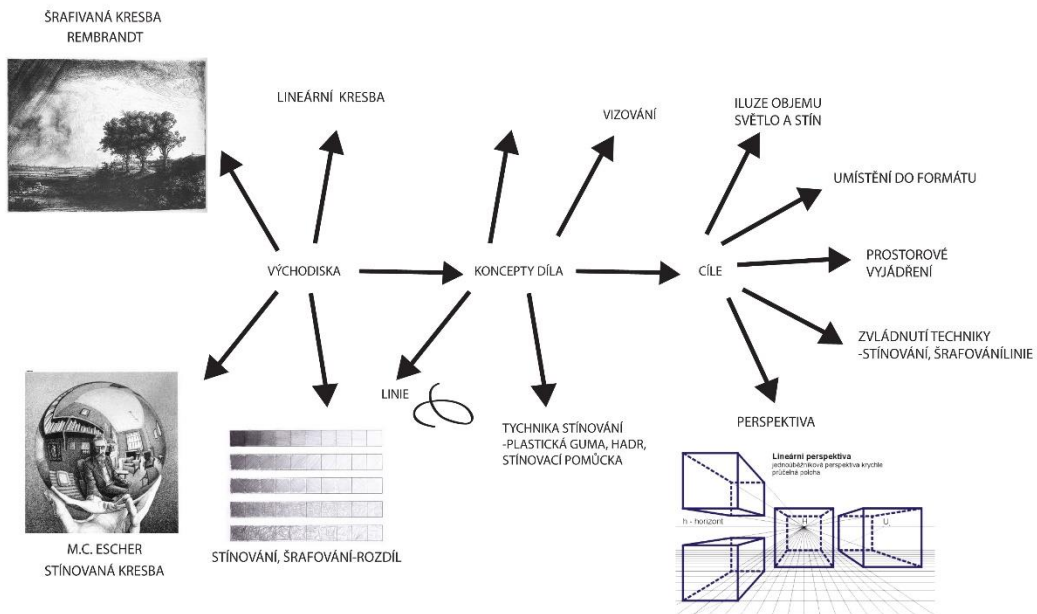 ŠRAFIVANÁ KRESBA
REMBRANDT
LINEÁRNÍ KRESBA
VIZOVÁNÍ
ILUZE OBJEMU
SVĚTLO A STÍN
UMÍSTĚNÍ DO FORMÁTU
VÝCHODISKA
KONCEPTY DÍLA
CÍLE
PROSTOROVÉ
VYJÁDŘENÍ
ZVLÁDNUTÍ TECHNIKY
-STÍNOVÁNÍ, ŠRAFOVÁNÍLINIE
LINIE
TYCHNIKA STÍNOVÁNÍ
-PLASTICKÁ GUMA, HADR,
STÍNOVACÍ POMŮCKA
PERSPEKTIVA
Lineární perspektiva
jednoúběžníková perspektiva krychle
průčelná poloha
h - horizont
H
U
STÍNOVÁNÍ, ŠRAFOVÁNÍ-ROZDÍL
M.C. ESCHER
STÍNOVANÁ KRESBA